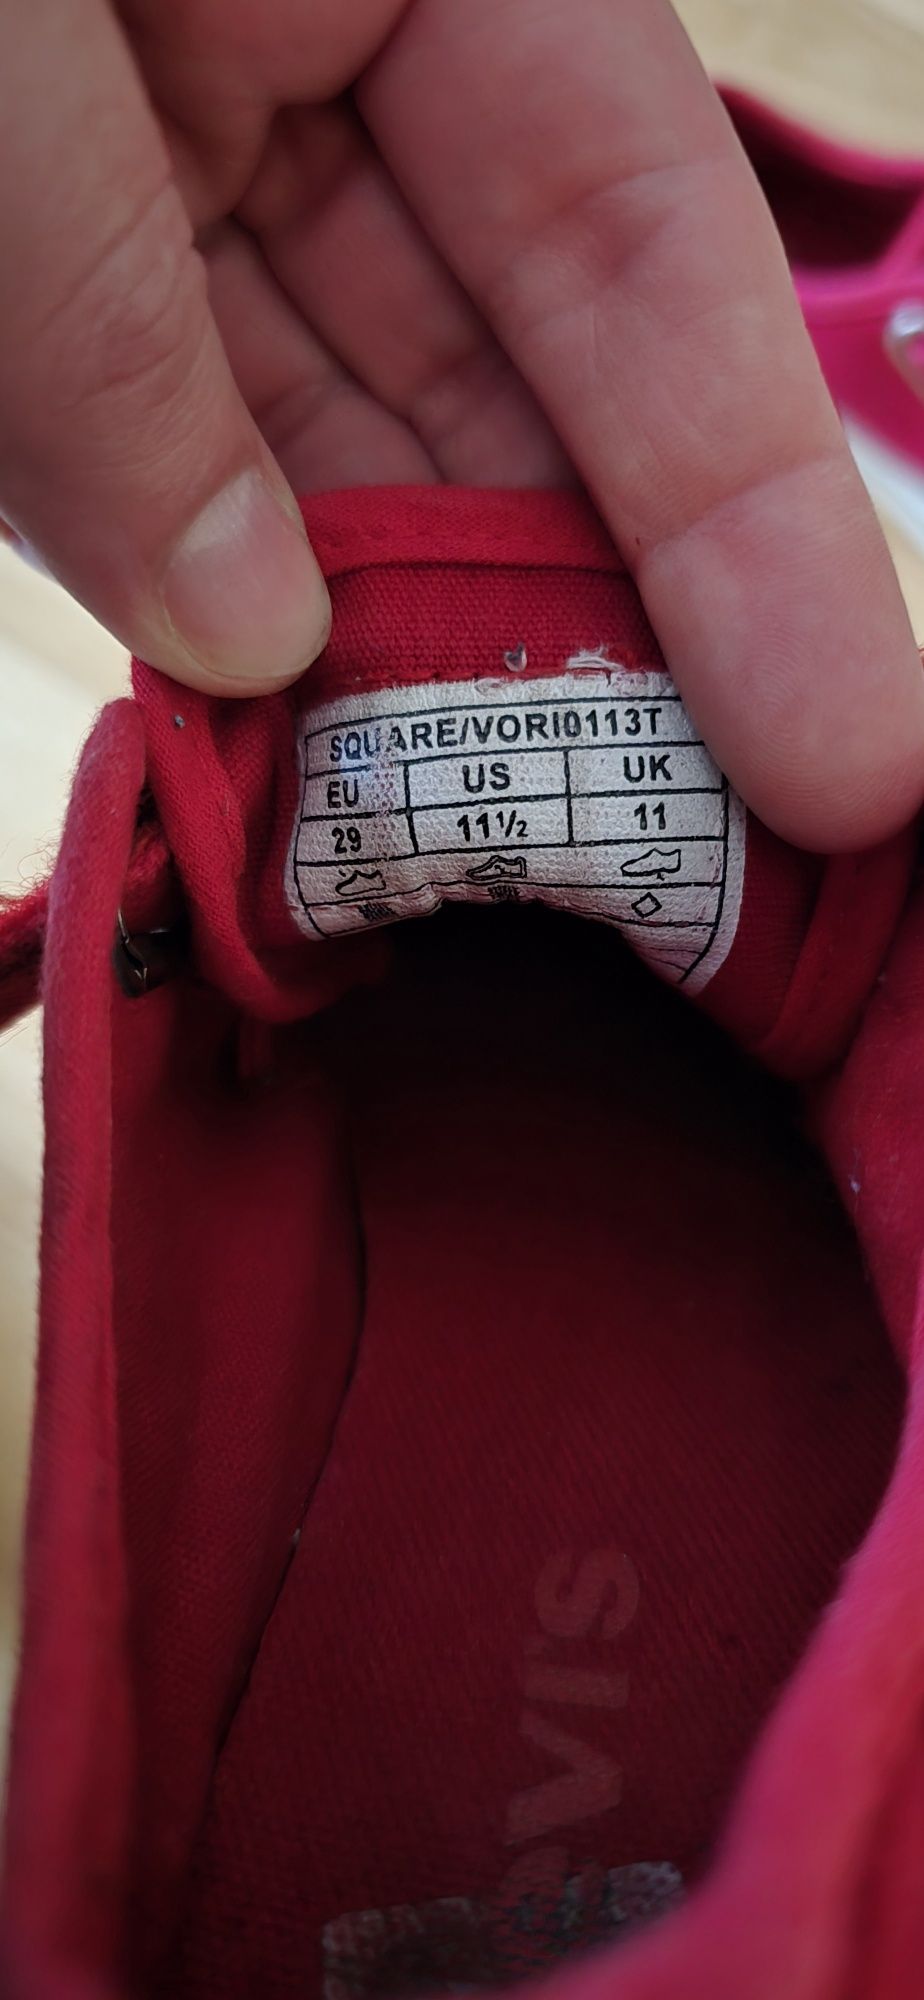 SQUARE/VORI0113T
EU US UK
29 11½ 11